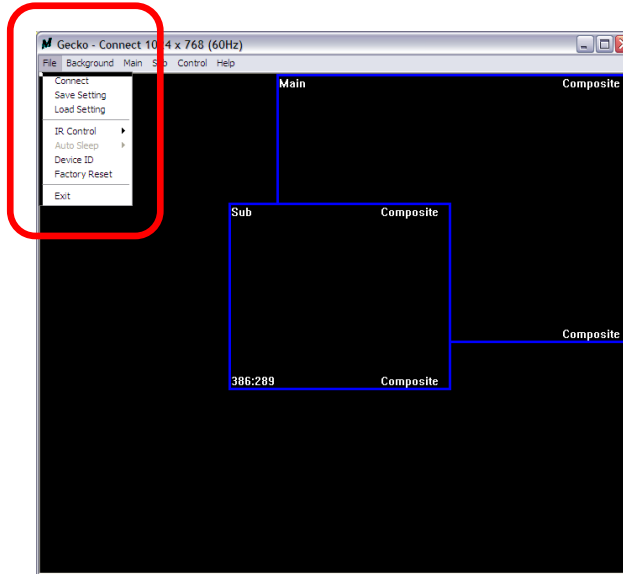 M Gecko - Connect 1024 x 768 (60Hz)
File Background Main Sub Control Help
Connect
Save Setting
Load Setting
IR Control
Auto Sleep
Device ID
Factory Reset
Exit
Main Composite
Sub Composite
Composite
386:289 Composite